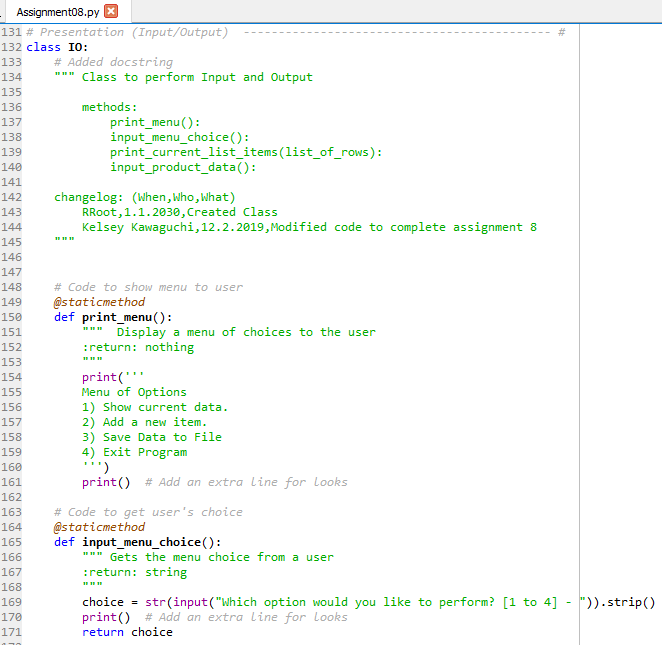 Assignment08.py
131 # Presentation (Input/Output)  -------------------------------------------- #
132 class IO:
133     # Added docstring
134     """ Class to perform Input and Output
135
136         methods:
137             print_menu():
138             input_menu_choice():
139             print_current_list_items(list_of_rows):
140             input_product_data():
141
142     changelog: (When,Who,What)
143         RRoot,1.1.2030,Created Class
144         Kelsey Kawaguchi,12.2.2019,Modified code to complete assignment 8
145     """
146
147
148     # Code to show menu to user
149     @staticmethod
150     def print_menu():
151         """  Display a menu of choices to the user
152         :return: nothing
153         """
154         print('''
155         Menu of Options
156         1) Show current data.
157         2) Add a new item.
158         3) Save Data to File
159         4) Exit Program
160         ''')
161         print()  # Add an extra line for looks
162
163     # Code to get user's choice
164     @staticmethod
165     def input_menu_choice():
166         """ Gets the menu choice from a user
167         :return: string
168         """
169         choice = str(input("Which option would you like to perform? [1 to 4] - ")).strip()
170         print()  # Add an extra line for looks
171         return choice